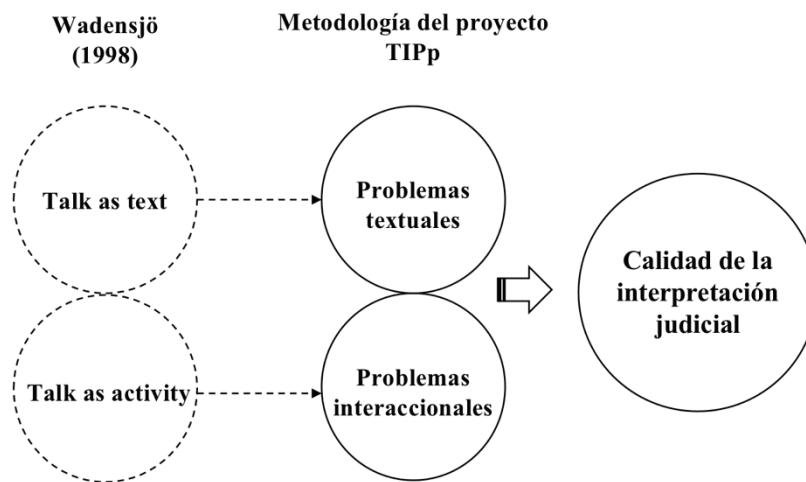 Wadensjö
(1998)
Metodología del proyecto
TIPp
Talk as text
Problemas
textuales
Calidad de la
interpretación
judicial
Talk as activity
Problemas
interaccionales